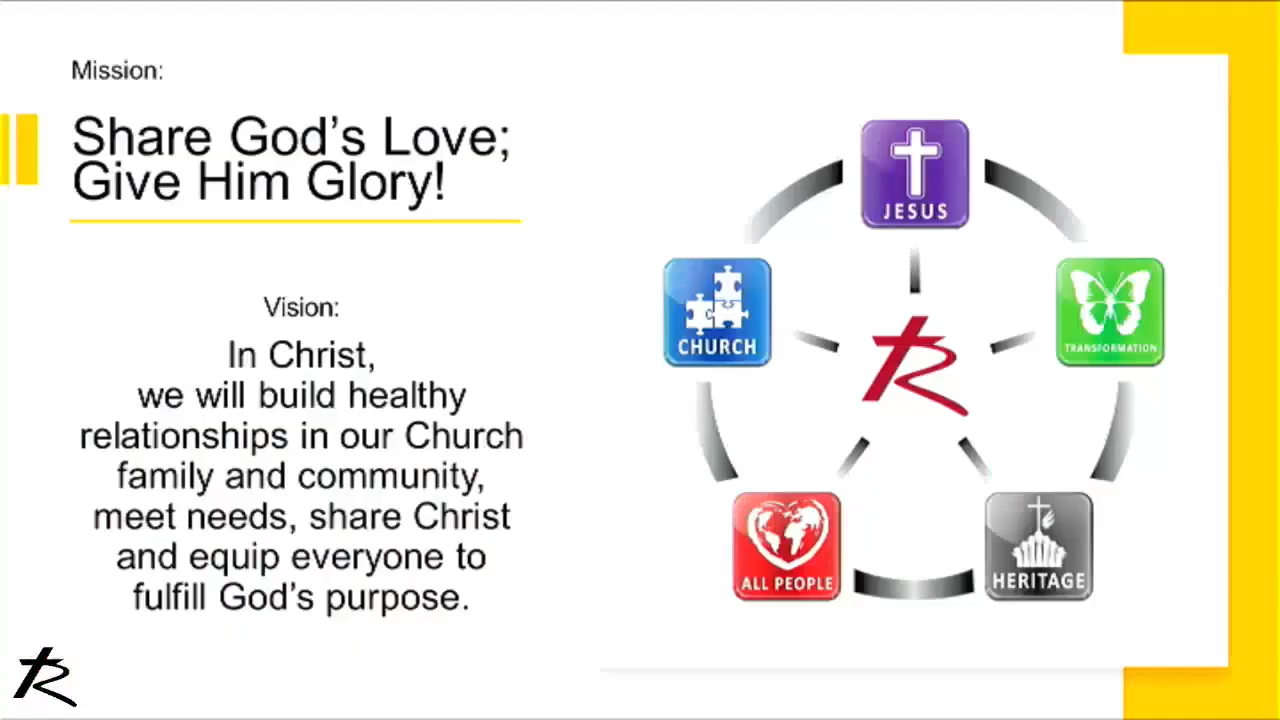 Mission:
Share God’s Love;
Give Him Glory!
Vision:
In Christ,
we will build healthy
relationships in our Church
family and community,
meet needs, share Christ
and equip everyone to
fulfill God’s purpose.
JESUS
CHURCH
TRANSFORMATION
R
ALL PEOPLE
HERITAGE
R